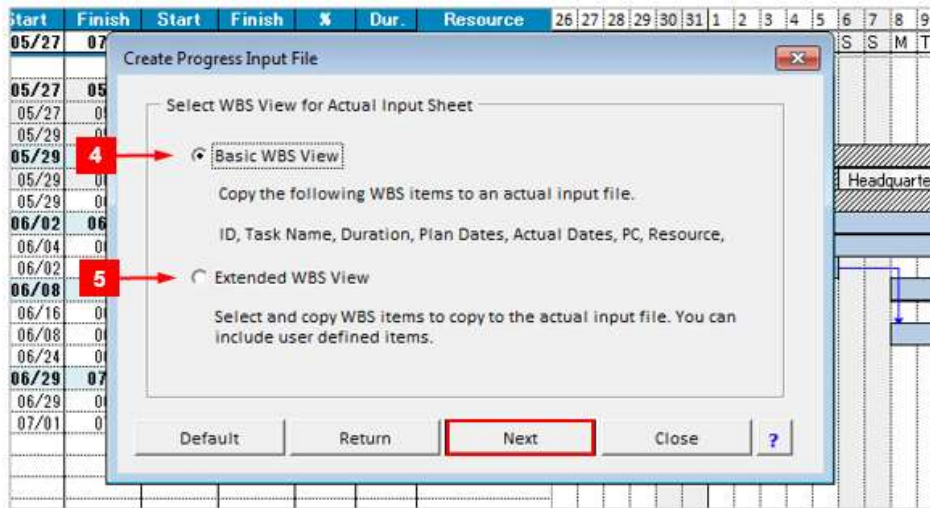 Start Finish Start Finish % Dur. Resource 26 27 28 29 30 31 1 2 3 4 5 6 7 8 9
05/27 07 S S M T
Create Progress Input File
05/27 05
Select WBS View for Actual Input Sheet
05/27
05/29
4 Basic WBS View
05/29
05/29 Headquarte
Copy the following WBS items to an actual input file.
05/29
06/02 06
ID, Task Name, Duration, Plan Dates, Actual Dates, PC, Resource,
06/04
06/02
5 Extended WBS View
06/08
06/16
Select and copy WBS items to copy to the actual input file. You can
06/08
include user defined items.
06/24
06/29 07
06/29
07/01
Default Return Next Close ?